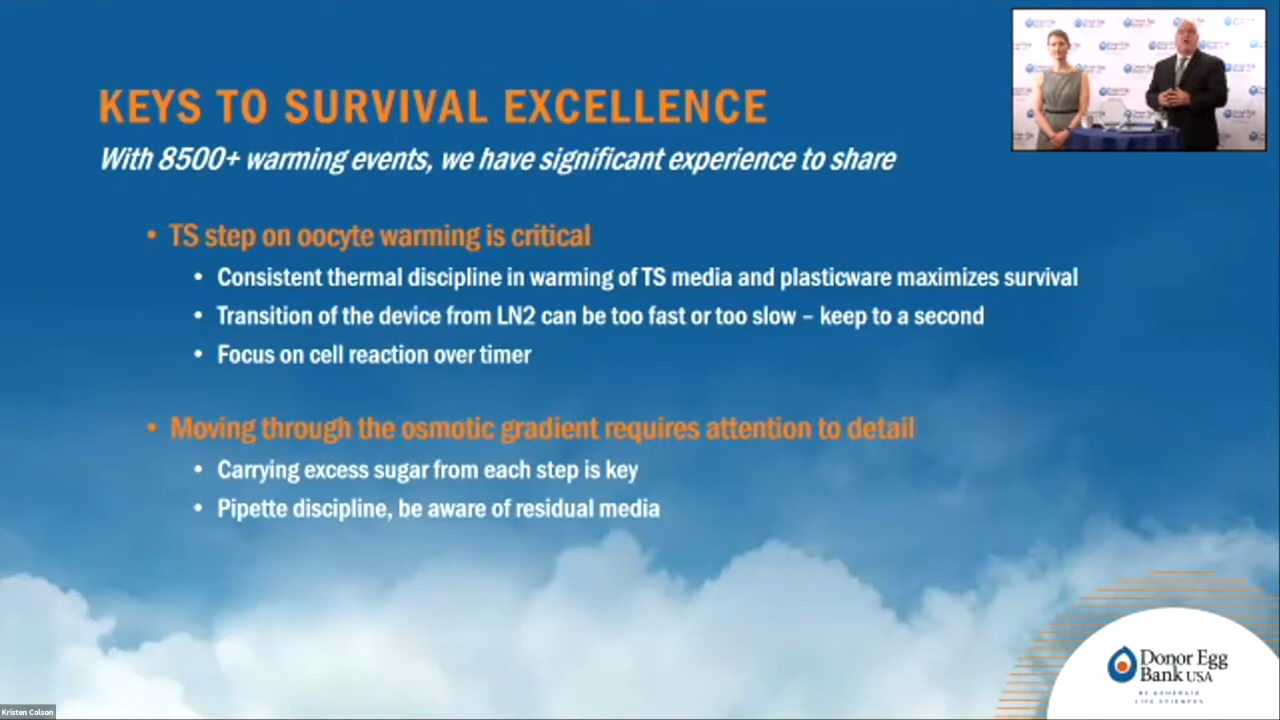 KEYS TO SURVIVAL EXCELLENCE
With 8500+ warming events, we have significant experience to share
• TS step on oocyte warming is critical
• Consistent thermal discipline in warming of TS media and plasticware maximizes survival
• Transition of the device from LN2 can be too fast or too slow – keep to a second
• Focus on cell reaction over timer
• Moving through the osmotic gradient requires attention to detail
• Carrying excess sugar from each step is key
• Pipette discipline, be aware of residual media
Donor Egg
Bank USA
BY GENERATE
LIFE SCIENCES
Kristen Colson